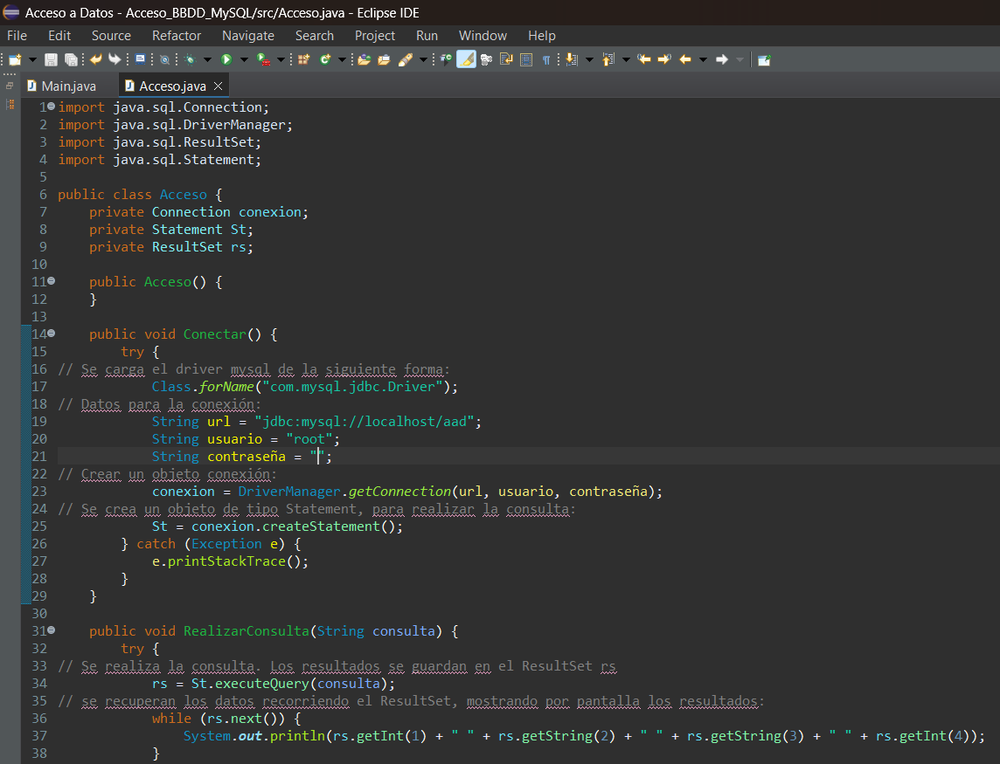 Acceso a Datos - Acceso_BBDD_MySQL/src/Acceso.java - Eclipse IDE
File Edit Source Refactor Navigate Search Project Run Window Help
Main.java Acceso.java
1 import java.sql.Connection;
2 import java.sql.DriverManager;
3 import java.sql.ResultSet;
4 import java.sql.Statement;
5
6 public class Acceso {
7     private Connection conexion;
8     private Statement St;
9     private ResultSet rs;
10
11     public Acceso() {
12     }
13
14     public void Conectar() {
15         try {
16 // Se carga el driver mysql de la siguiente forma:
17             Class.forName("com.mysql.jdbc.Driver");
18 // Datos para la conexión:
19             String url = "jdbc:mysql://localhost/aad";
20             String usuario = "root";
21             String contraseña = "";
22 // Crear un objeto conexión:
23             conexion = DriverManager.getConnection(url, usuario, contraseña);
24 // Se crea un objeto de tipo Statement, para realizar la consulta:
25             St = conexion.createStatement();
26         } catch (Exception e) {
27             e.printStackTrace();
28         }
29     }
30
31     public void RealizarConsulta(String consulta) {
32         try {
33 // Se realiza la consulta. Los resultados se guardan en el ResultSet rs
34             rs = St.executeQuery(consulta);
35 // se recuperan los datos recorriendo el ResultSet, mostrando por pantalla los resultados:
36             while (rs.next()) {
37                 System.out.println(rs.getInt(1) + " " + rs.getString(2) + " " + rs.getString(3) + " " + rs.getInt(4));
38             }